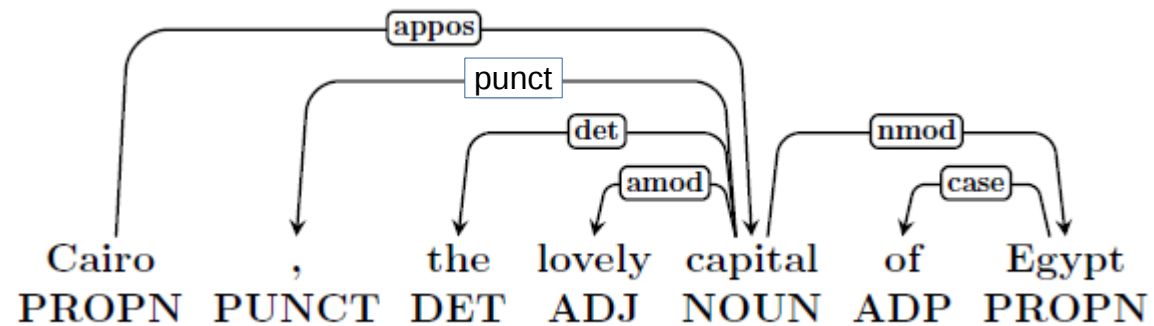 appos
punct
det nmod
amod case
Cairo , the lovely capital of Egypt
PROPN PUNCT DET ADJ NOUN ADP PROPN